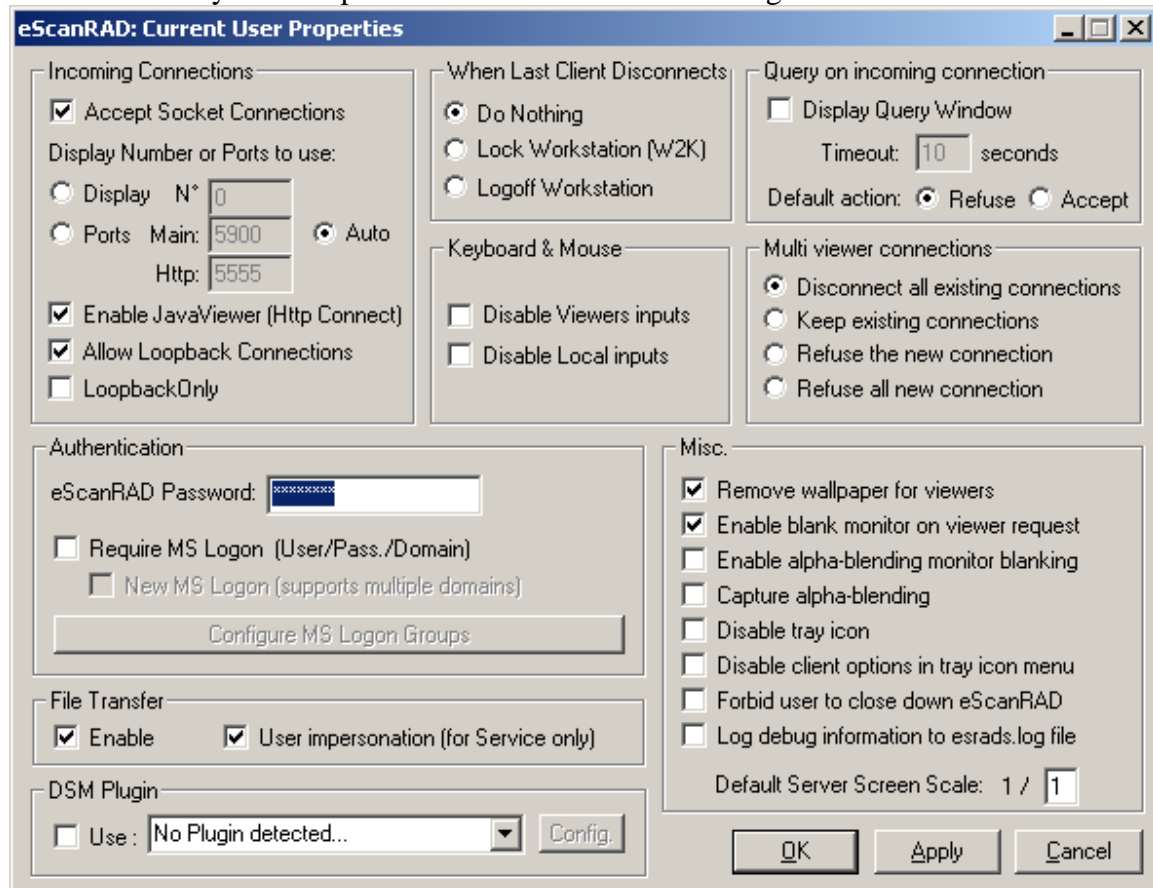 eScanRAD: Current User Properties
Incoming Connections
Accept Socket Connections
Display Number or Ports to use:
Display N° 0
Ports Main: 5900 Auto
Http: 5555
Enable JavaViewer (Http Connect)
Allow Loopback Connections
LoopbackOnly
When Last Client Disconnects
Do Nothing
Lock Workstation (W2K)
Logoff Workstation
Keyboard & Mouse
Disable Viewers inputs
Disable Local inputs
Query on incoming connection
Display Query Window
Timeout: 10 seconds
Default action: Refuse Accept
Multi viewer connections
Disconnect all existing connections
Keep existing connections
Refuse the new connection
Refuse all new connection
Authentication
eScanRAD Password: ********
Require MS Logon (User/Pass./Domain)
New MS Logon (supports multiple domains)
Configure MS Logon Groups
File Transfer
Enable User impersonation (for Service only)
DSM Plugin
Use : No Plugin detected... Config.
Misc.
Remove wallpaper for viewers
Enable blank monitor on viewer request
Enable alpha-blending monitor blanking
Capture alpha-blending
Disable tray icon
Disable client options in tray icon menu
Forbid user to close down eScanRAD
Log debug information to esrads.log file
Default Server Screen Scale: 1 / 1
OK Apply Cancel